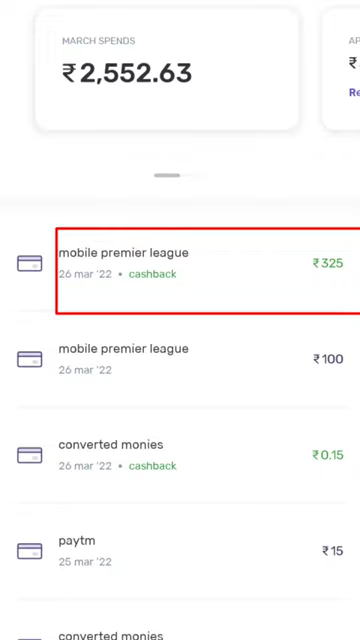 MARCH SPENDS
₹2,552.63
₹
Re
mobile premier league
₹325
26 mar '22 • cashback
mobile premier league
₹100
26 mar '22
converted monies
₹0.15
26 mar '22 • cashback
paytm
₹15
25 mar '22
converted monies